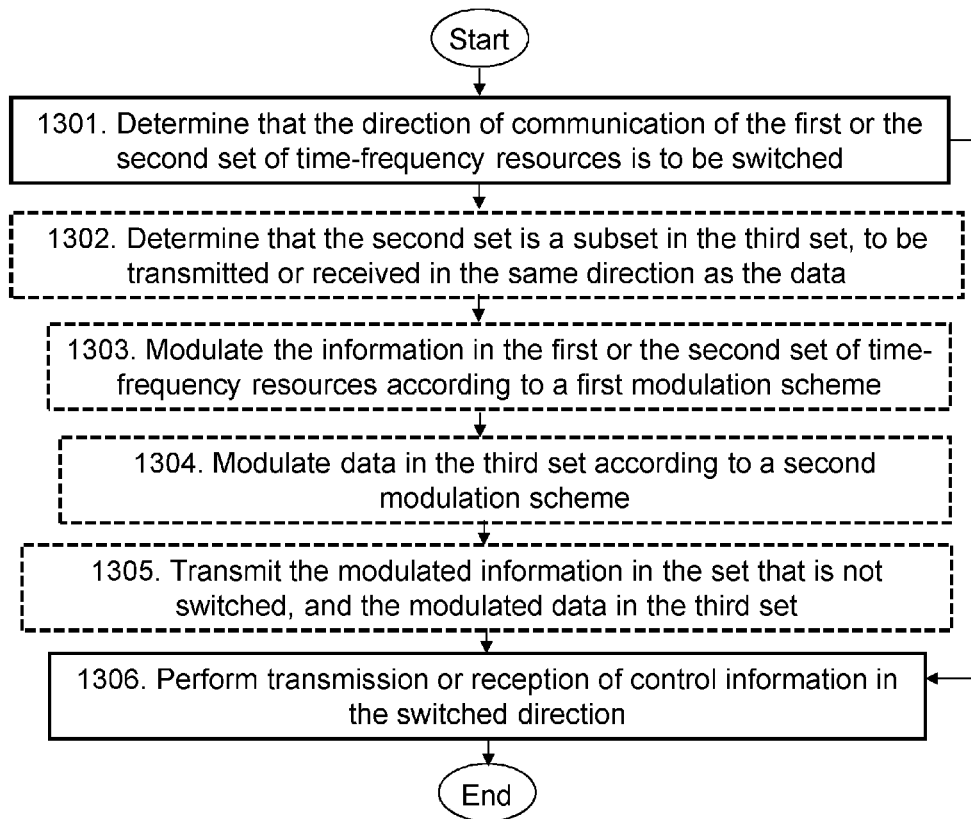 Start
1301. Determine that the direction of communication of the first or the
second set of time-frequency resources is to be switched
1302. Determine that the second set is a subset in the third set, to be
transmitted or received in the same direction as the data
1303. Modulate the information in the first or the second set of time-
frequency resources according to a first modulation scheme
1304. Modulate data in the third set according to a second
modulation scheme
1305. Transmit the modulated information in the set that is not
switched, and the modulated data in the third set
1306. Perform transmission or reception of control information in
the switched direction
End